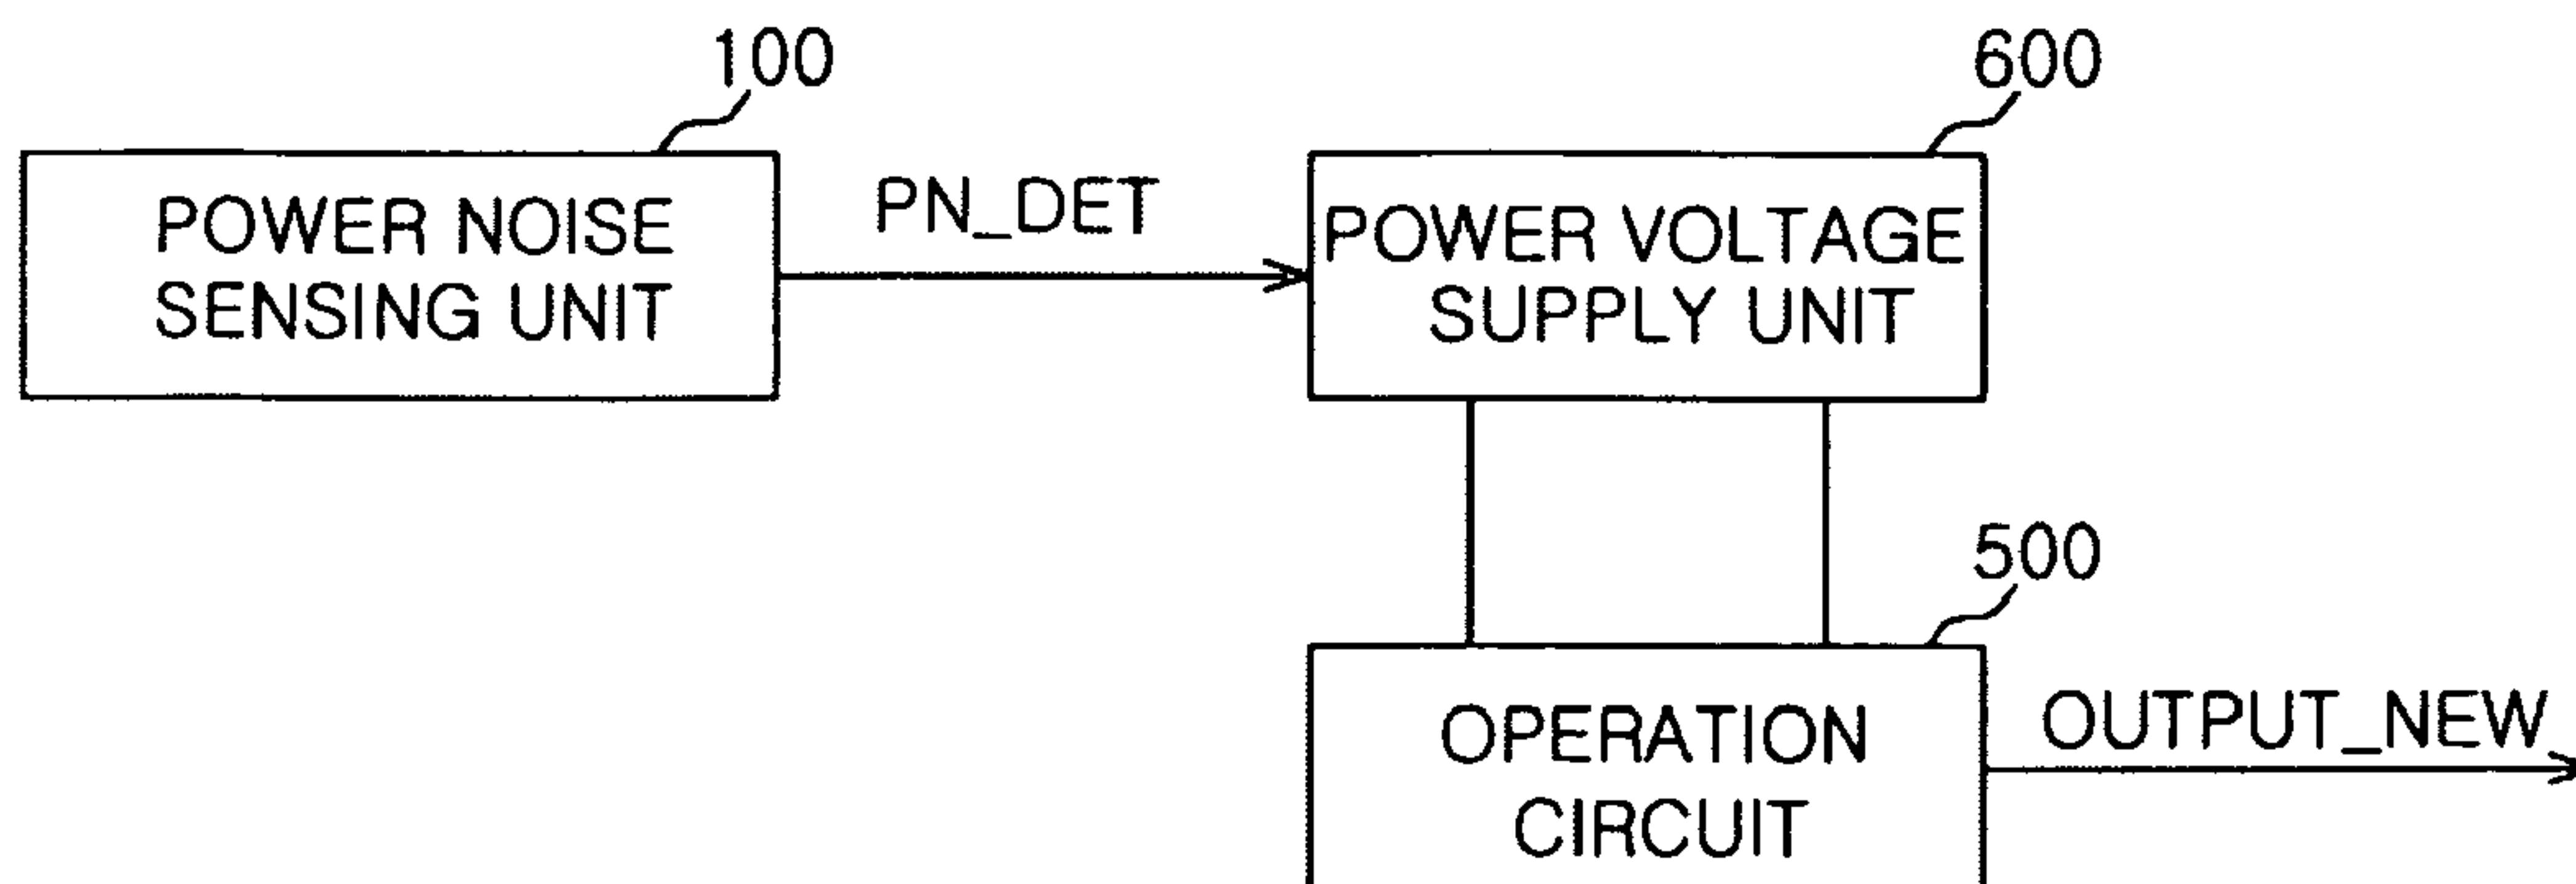 100
600
POWER NOISE
SENSING UNIT
PN_DET
POWER VOLTAGE
SUPPLY UNIT
500
OPERATION
CIRCUIT
OUTPUT_NEW